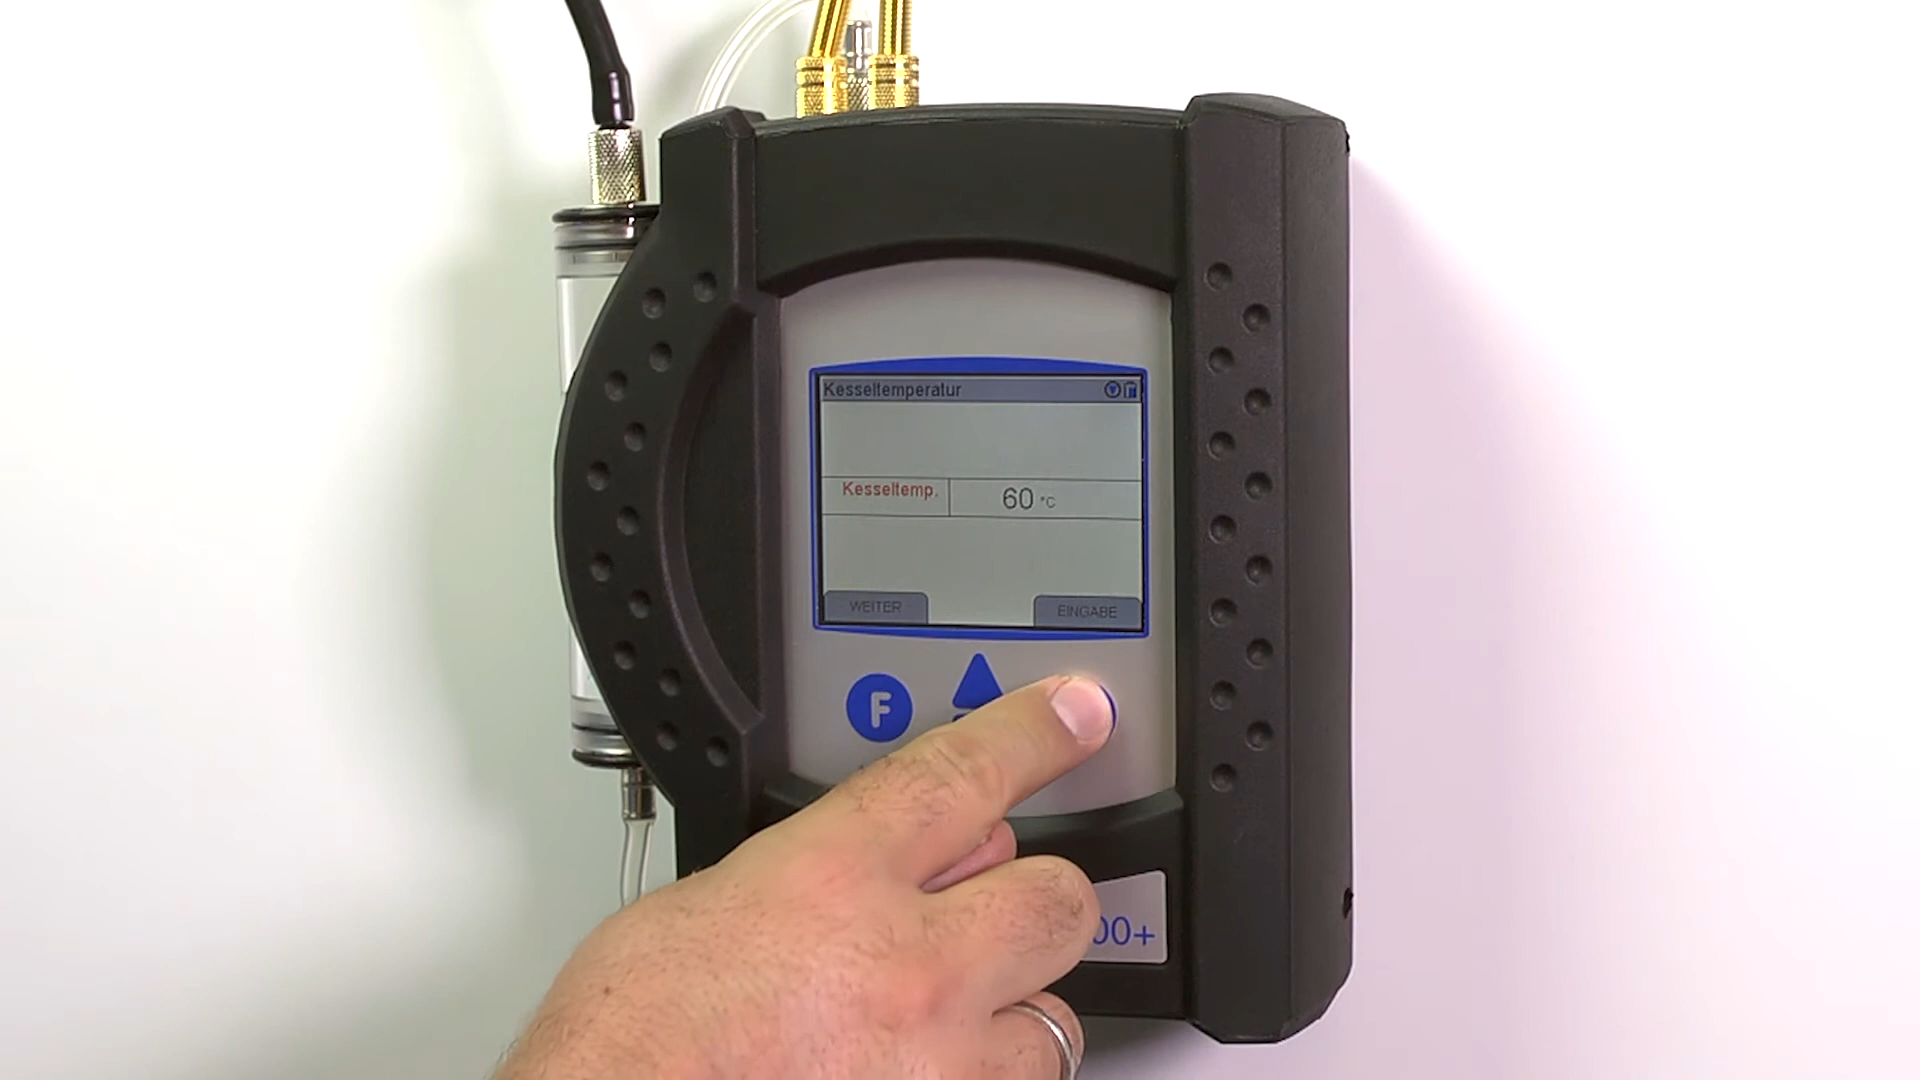 Kesseltemperatur
Kesseltemp. 60 °C
WEITER EINGABE
F
00+